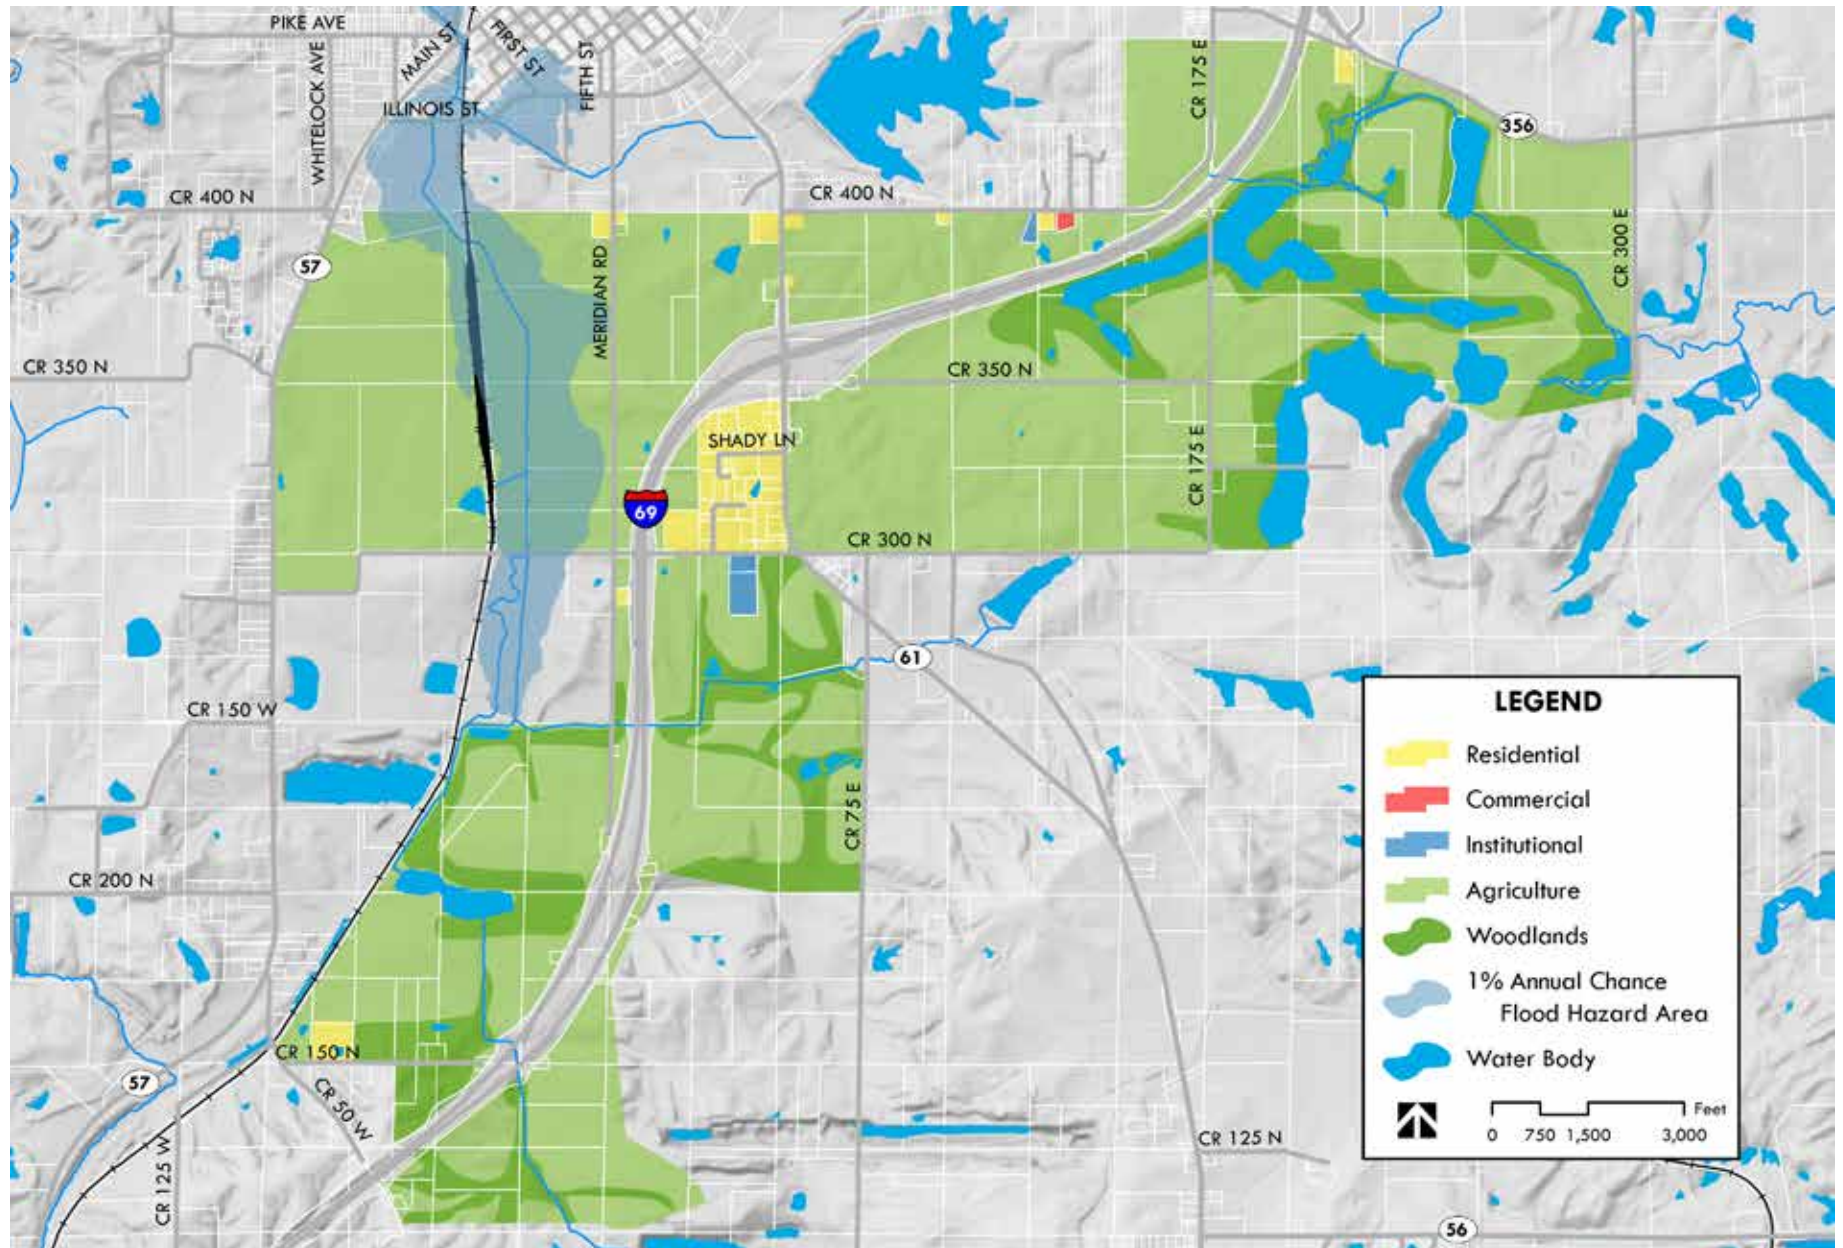 PIKE AVE
MAIN ST
FIRST ST
FIFTH ST
WHITELOCK AVE
ILLINOIS ST
CR 175 E
356
CR 400 N
CR 400 N
57
MERIDIAN RD
CR 300 E
CR 350 N
CR 350 N
SHADY LN
CR 175 E
69
CR 300 N
61
CR 150 W
CR 75 E
CR 200 N
CR 150 N
57
CR 50 W
CR 125 W
CR 125 N
56
LEGEND
Residential
Commercial
Institutional
Agriculture
Woodlands
1% Annual Chance
Flood Hazard Area
Water Body
Feet
0 750 1,500 3,000